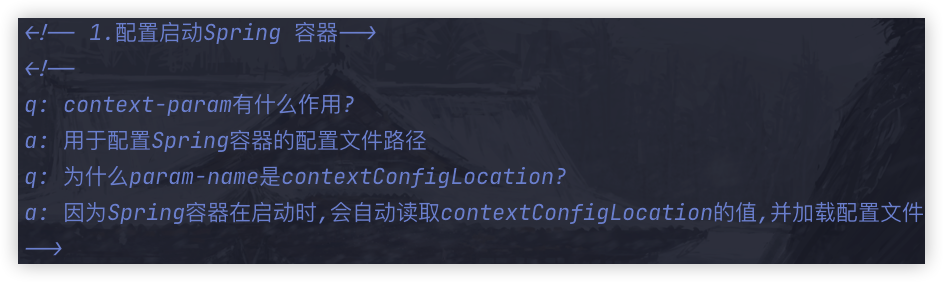 <!-- 1.配置启动Spring 容器-->
<!--
q: context-param有什么作用?
a: 用于配置Spring容器的配置文件路径
q: 为什么param-name是contextConfigLocation?
a: 因为Spring容器在启动时,会自动读取contextConfigLocation的值,并加载配置文件
-->